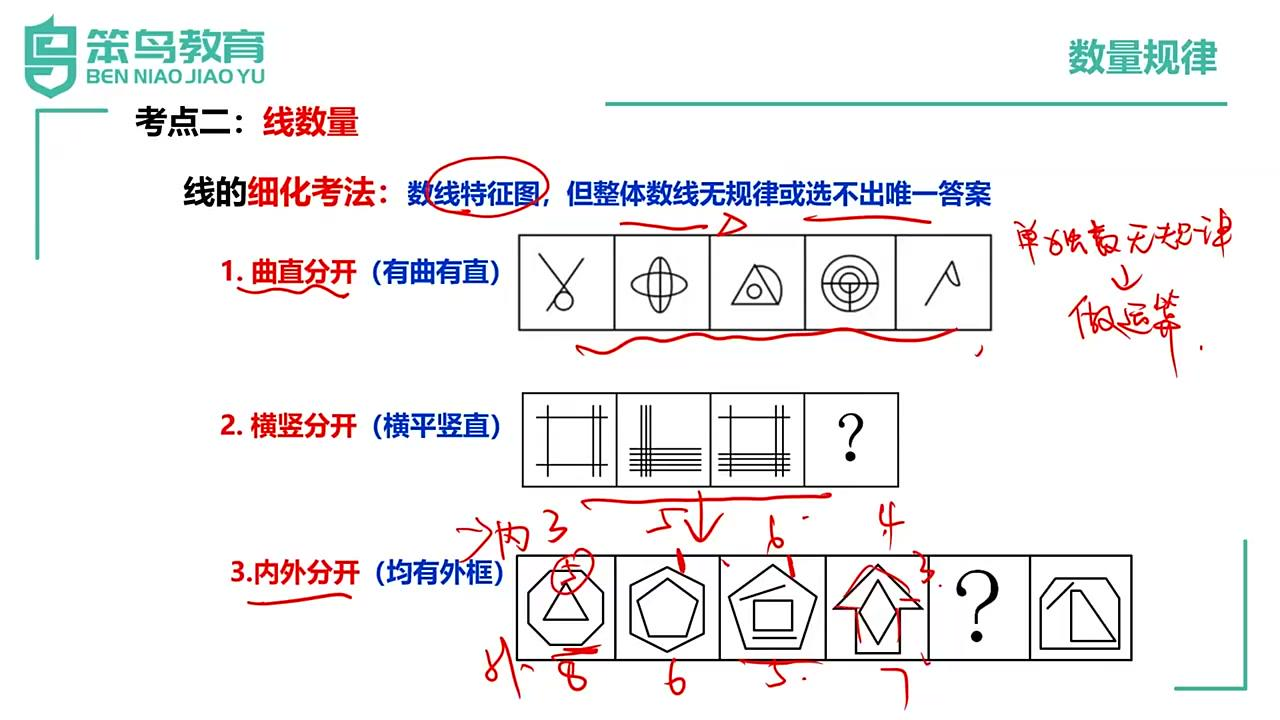 笨鸟教育
BEN NIAO JIAO YU
数量规律
考点二：线数量
线的细化考法：数线特征图，但整体数线无规律或选不出唯一答案
单独数无规律
↓
做运算.
1. 曲直分开（有曲有直）
2. 横竖分开（横平竖直）
?
→内 3 5 6 4
3.内外分开（均有外框）
5 3.
?
外. 8 6 5. 7